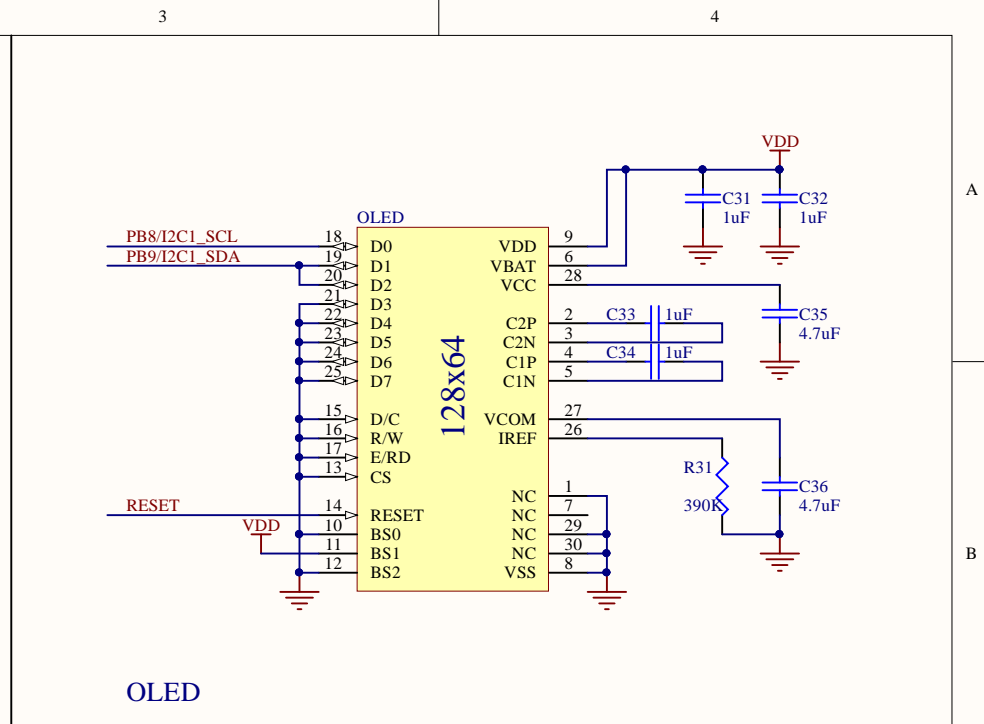 3 4
VDD
A
C31 C32
1uF 1uF
OLED
PB8/I2C1_SCL 18 D0 VDD 9
PB9/I2C1_SDA 19 D1 VBAT 6
20 D2 VCC 28
21 D3
22 D4 C2P 2 C33 1uF C35
23 D5 C2N 3 4.7uF
24 D6 C1P 4 C34 1uF
25 D7 C1N 5
128x64
15 D/C VCOM 27
16 R/W IREF 26
17 E/RD
13 CS R31 C36
NC 1 390K 4.7uF
RESET 14 RESET NC 7
VDD 10 BS0 NC 29
11 BS1 NC 30 B
12 BS2 VSS 8
OLED